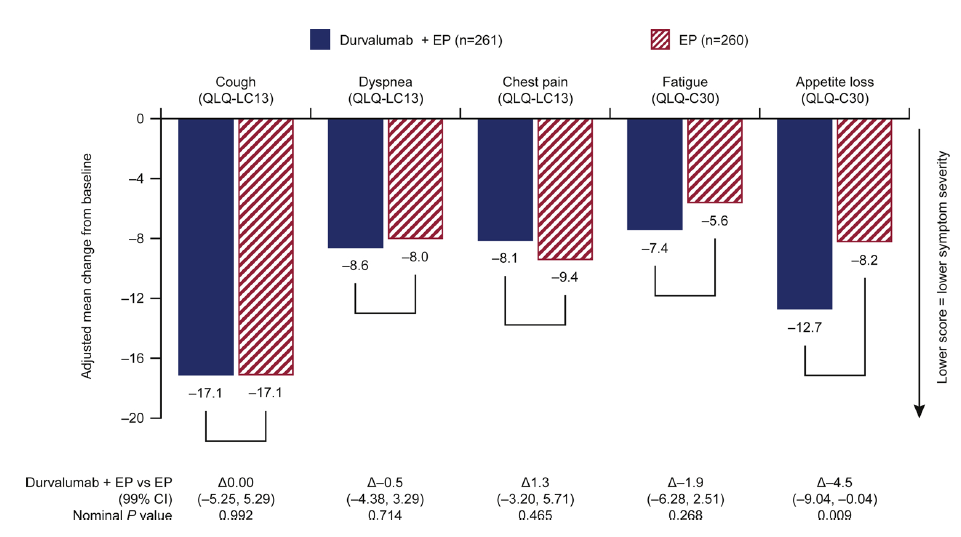 Durvalumab + EP (n=261)
EP (n=260)
Cough
(QLQ-LC13)
Dyspnea
(QLQ-LC13)
Chest pain
(QLQ-LC13)
Fatigue
(QLQ-C30)
Appetite loss
(QLQ-C30)
Adjusted mean change from baseline
0
−4
−8
−12
−16
−20
−17.1
−17.1
−8.6
−8.0
−8.1
−9.4
−7.4
−5.6
−12.7
−8.2
Lower score = lower symptom severity
Durvalumab + EP vs EP Δ0.00 Δ−0.5 Δ1.3 Δ−1.9 Δ−4.5
(99% CI) (−5.25, 5.29) (−4.38, 3.29) (−3.20, 5.71) (−6.28, 2.51) (−9.04, −0.04)
Nominal P value 0.992 0.714 0.465 0.268 0.009